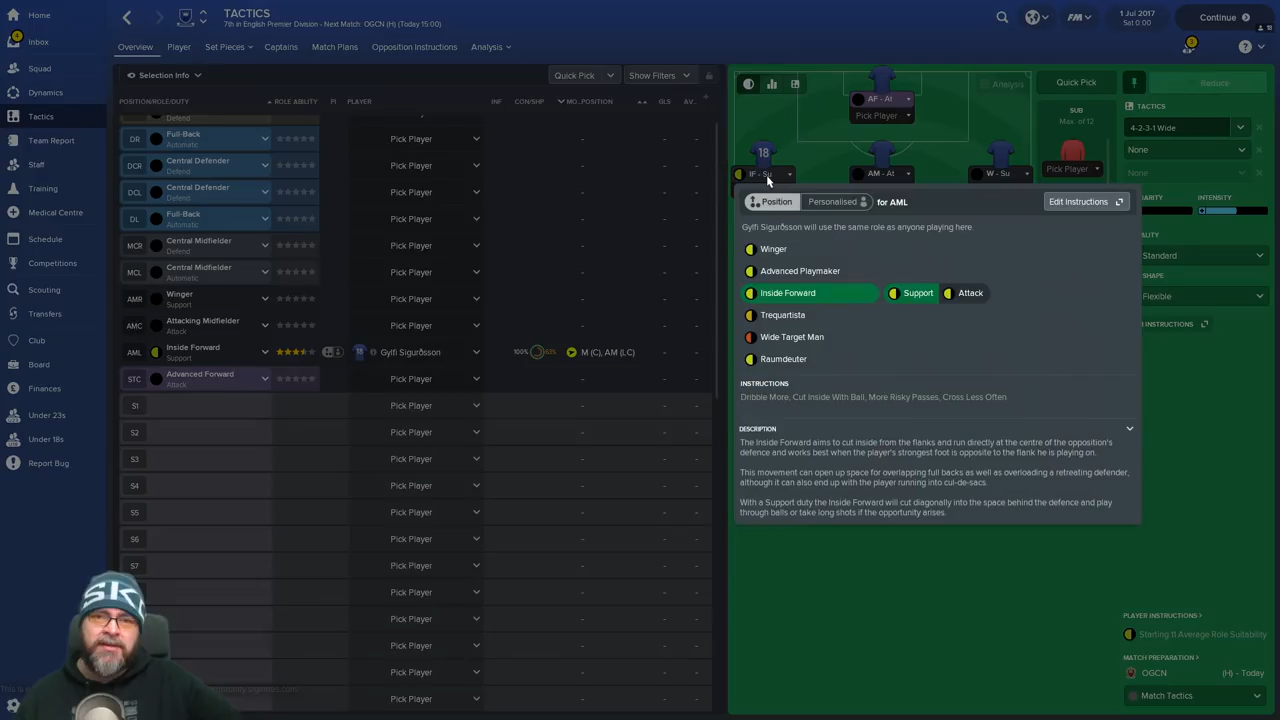 Home
Inbox
4
Squad
Dynamics
Tactics
Team Report
Staff
Training
Medical Centre
Schedule
Competitions
Scouting
Transfers
Club
Board
Finances
Under 23s
Under 18s
Report Bug
TACTICS
7th in English Premier Division - Next Match: OGCN (H) (Today 15:00)
FM
1 Jul 2017
Sat 0:00
Continue
18
Overview
Player
Set Pieces
Captains
Match Plans
Opposition Instructions
Analysis
3
?
Selection Info
Quick Pick
Show Filters
POSITION/ROLE/DUTY ROLE ABILITY PI PLAYER INF CON/SHP MO... POSITION GLS AV...
DR Full-Back Pick Player - - -
Automatic
DCR Central Defender Pick Player - - -
Defend
DCL Central Defender Pick Player - - -
Defend
DL Full-Back Pick Player - - -
Automatic
MCR Central Midfielder Pick Player - - -
Defend
MCL Central Midfielder Pick Player - - -
Automatic
AMR Winger Pick Player - - -
Support
AMC Attacking Midfielder Pick Player - - -
Attack
AML Inside Forward 18 Gylfi Sigurðsson 100% 63% M (C), AM (LC) - -
Support
STC Advanced Forward Pick Player - - -
Attack
S1 Pick Player - - -
S2 Pick Player - - -
S3 Pick Player - - -
S4 Pick Player - - -
S5 Pick Player - - -
S6 Pick Player - - -
S7 Pick Player - - -
Pick Player - - -
Pick Player - - -
Pick Player - - -
Pick Player - - -
Pick Player - - -
Analysis
AF - At
Pick Player
18
IF - Su
AM - At
W - Su
Quick Pick
SUB
Max. of 12
Pick Player
TACTICS
4-2-3-1 Wide
None
None
Standard
SHAPE
Flexible
PLAYER INSTRUCTIONS >
Starting 11 Average Role Suitability
MATCH PREPARATION >
OGCN (H) - Today
Match Tactics
Position
Personalised
for AML
Edit Instructions
Gylfi Sigurðsson will use the same role as anyone playing here.
Winger
Advanced Playmaker
Inside Forward
Support
Attack
Trequartista
Wide Target Man
Raumdeuter
INSTRUCTIONS
Dribble More, Cut Inside With Ball, More Risky Passes, Cross Less Often
DESCRIPTION
The Inside Forward aims to cut inside from the flanks and run directly at the centre of the opposition's
defence and works best when the player's strongest foot is opposite to the flank he is playing on.
This movement can open up space for overlapping full backs as well as overloading a retreating defender,
although it can also end up with the player running into cul-de-sacs.
With a Support duty the Inside Forward will cut diagonally into the space behind the defence and play
through balls or take long shots if the opportunity arises.